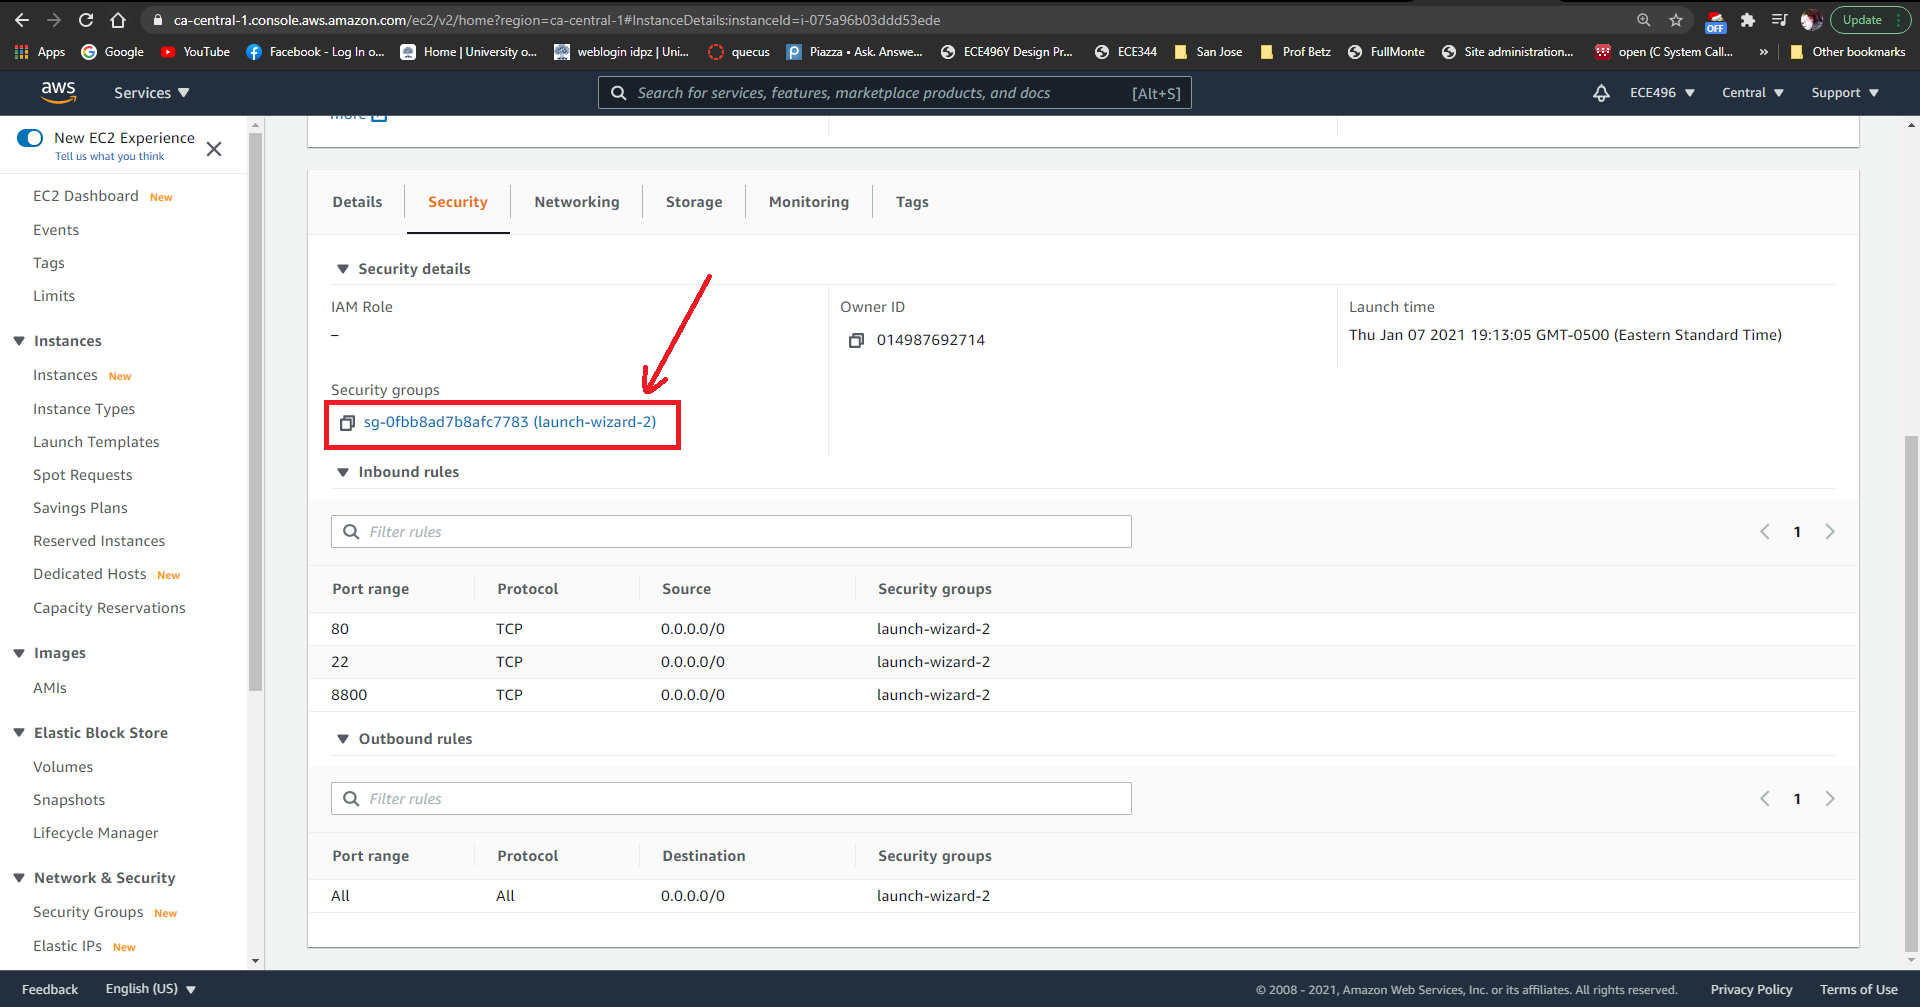 ca-central-1.console.aws.amazon.com/ec2/v2/home?region=ca-central-1#InstanceDetails:instanceId=i-075a96b03ddd53ede
Update
OFF
Apps Google YouTube Facebook - Log In o... Home | University o... weblogin idpz | Uni... quecus Piazza • Ask. Answe... ECE496Y Design Pr... ECE344 San Jose Prof Betz FullMonte Site administration... open (C System Call... » Other bookmarks
aws Services Search for services, features, marketplace products, and docs [Alt+S] ECE496 Central Support
New EC2 Experience
Tell us what you think
EC2 Dashboard New
Events
Tags
Limits
Instances
Instances New
Instance Types
Launch Templates
Spot Requests
Savings Plans
Reserved Instances
Dedicated Hosts New
Capacity Reservations
Images
AMIs
Elastic Block Store
Volumes
Snapshots
Lifecycle Manager
Network & Security
Security Groups New
Elastic IPs New
more
Details Security Networking Storage Monitoring Tags
Security details
IAM Role Owner ID Launch time
– 014987692714 Thu Jan 07 2021 19:13:05 GMT-0500 (Eastern Standard Time)
Security groups
sg-0fbb8ad7b8afc7783 (launch-wizard-2)
Inbound rules
Filter rules 1
Port range Protocol Source Security groups
80 TCP 0.0.0.0/0 launch-wizard-2
22 TCP 0.0.0.0/0 launch-wizard-2
8800 TCP 0.0.0.0/0 launch-wizard-2
Outbound rules
Filter rules 1
Port range Protocol Destination Security groups
All All 0.0.0.0/0 launch-wizard-2
Feedback English (US) © 2008 - 2021, Amazon Web Services, Inc. or its affiliates. All rights reserved. Privacy Policy Terms of Use